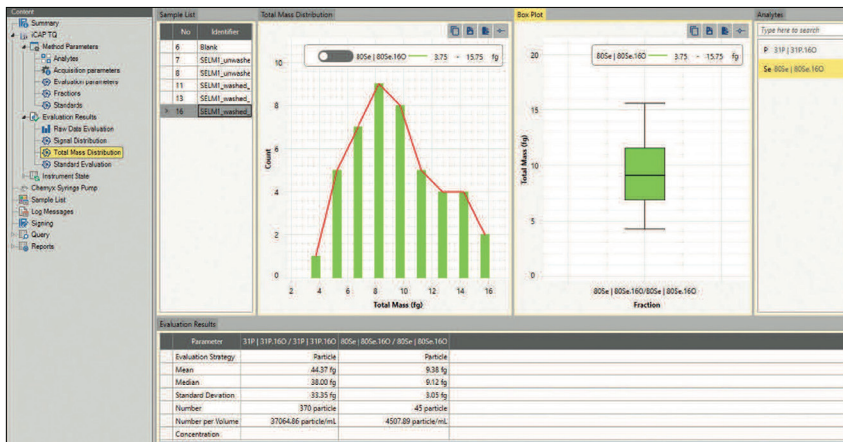 Content
Summary
iCAP TQ
Method Parameters
Analytes
Acquisition parameters
Evaluation parameters
Fractions
Standards
Evaluation Results
Raw Data Evaluation
Signal Distribution
Total Mass Distribution
Standard Evaluation
Instrument State
Chemyx Syringe Pump
Sample List
Log Messages
Signing
Query
Reports
Sample List
No Identifier
6 Blank
7 SELM1_unwashe
8 SELM1_unwashe
11 SELM1_washed_
13 SELM1_washed_
> 16 SELM1_washed_
Total Mass Distribution
80Se | 80Se.16O 3.75 - 15.75 fg
Count
10
8
6
4
2
0
2 4 6 8 10 12 14 16
Total Mass (fg)
Box Plot
80Se | 80Se.16O 3.75 - 15.75 fg
Total Mass (fg)
20
15
10
5
0
80Se | 80Se.16O/80Se | 80Se.16O
Fraction
Analytes
Type here to search
P 31P | 31P.16O
Se 80Se | 80Se.16O
Evaluation Results
Parameter 31P | 31P.16O / 31P | 31P.16O 80Se | 80Se.16O / 80Se | 80Se.16O
Evaluation Strategy Particle Particle
Mean 44.37 fg 9.38 fg
Median 38.00 fg 9.12 fg
Standard Deviation 33.35 fg 3.05 fg
Number 370 particle 45 particle
Number per Volume 37064.86 particle/mL 4507.89 particle/mL
Concentration